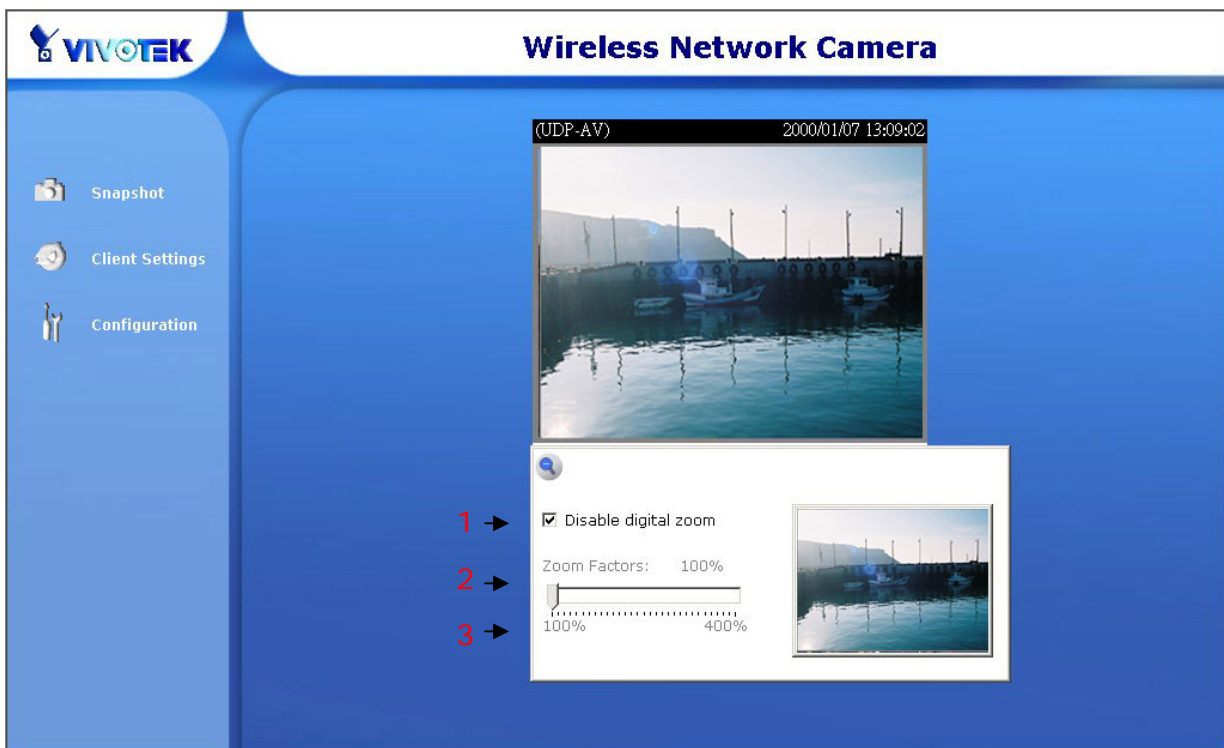 VIVOTEK
Wireless Network Camera
(UDP-AV) 2000/01/07 13:09:02
Snapshot
Client Settings
Configuration
1 Disable digital zoom
Zoom Factors: 100%
2
3 100% 400%